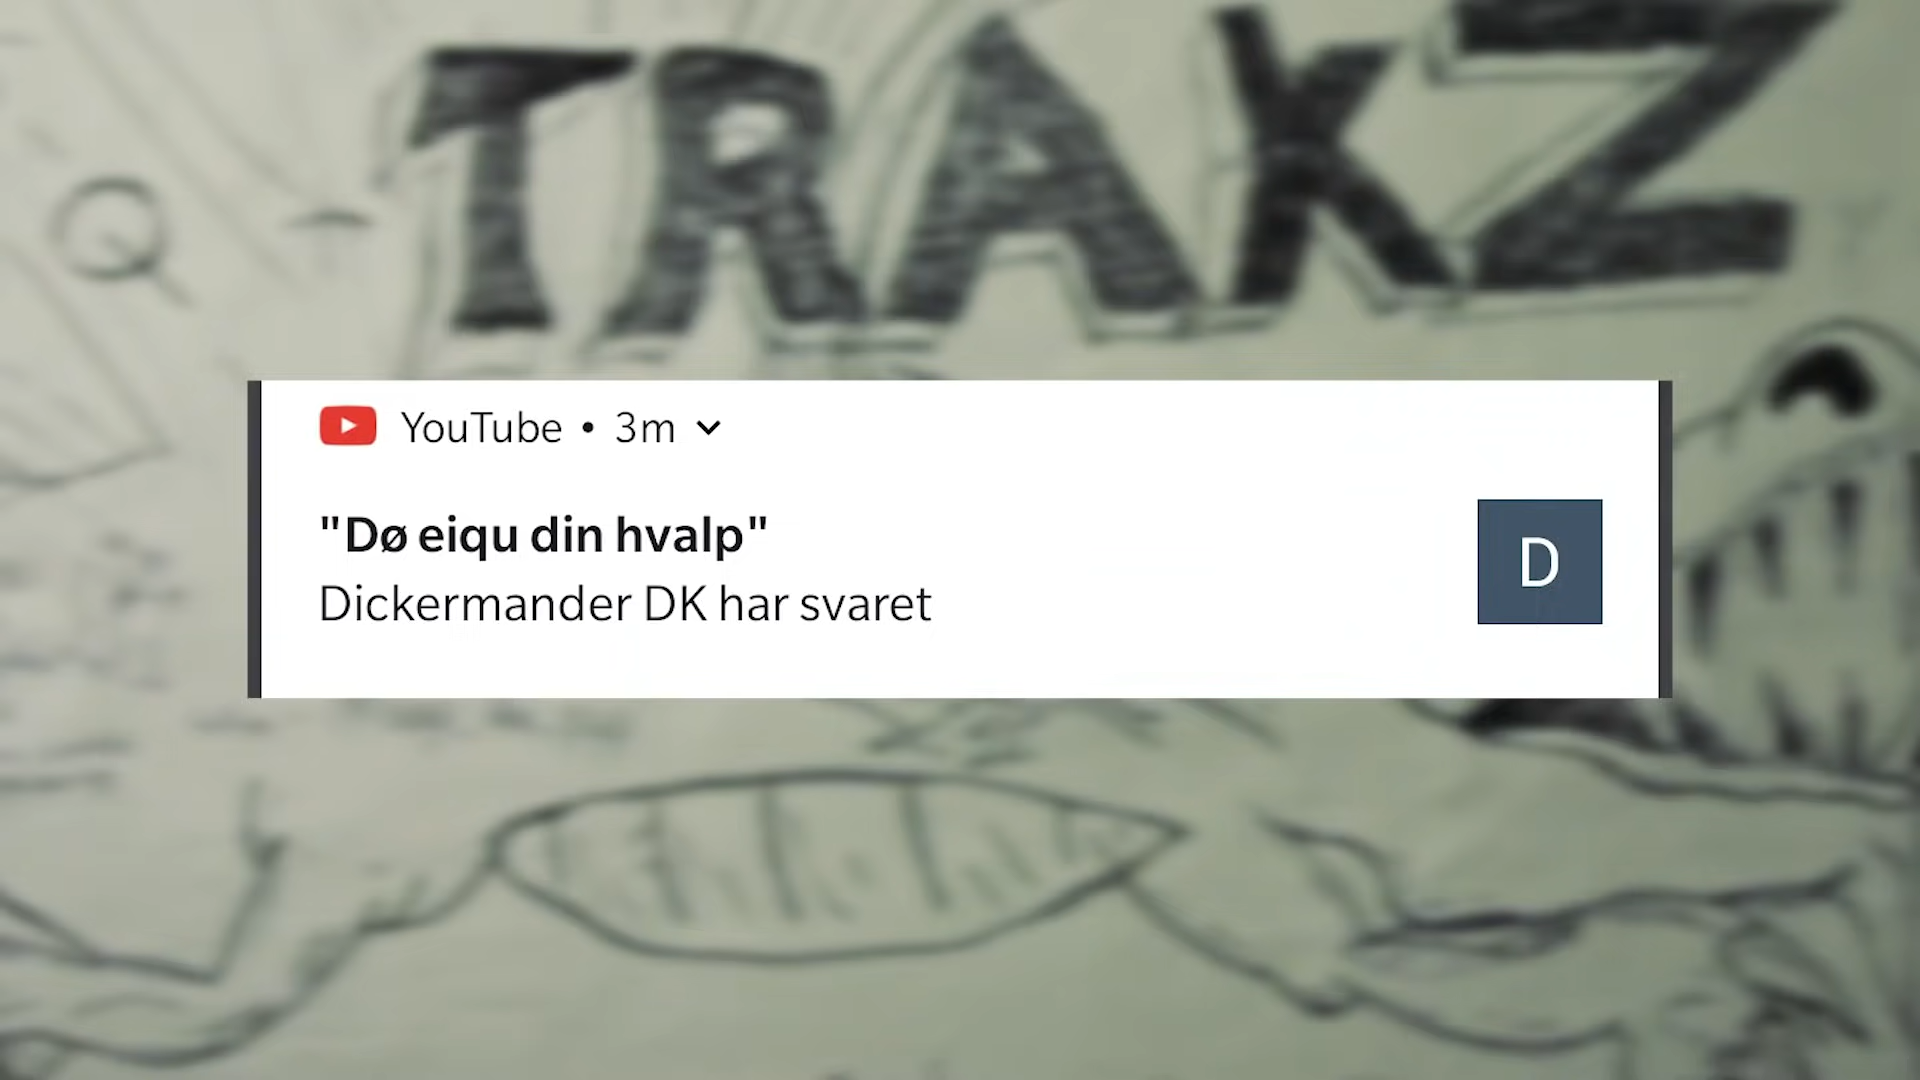 TRAKZ
YouTube • 3m
"Dø eiqu din hvalp"
Dickermander DK har svaret
D